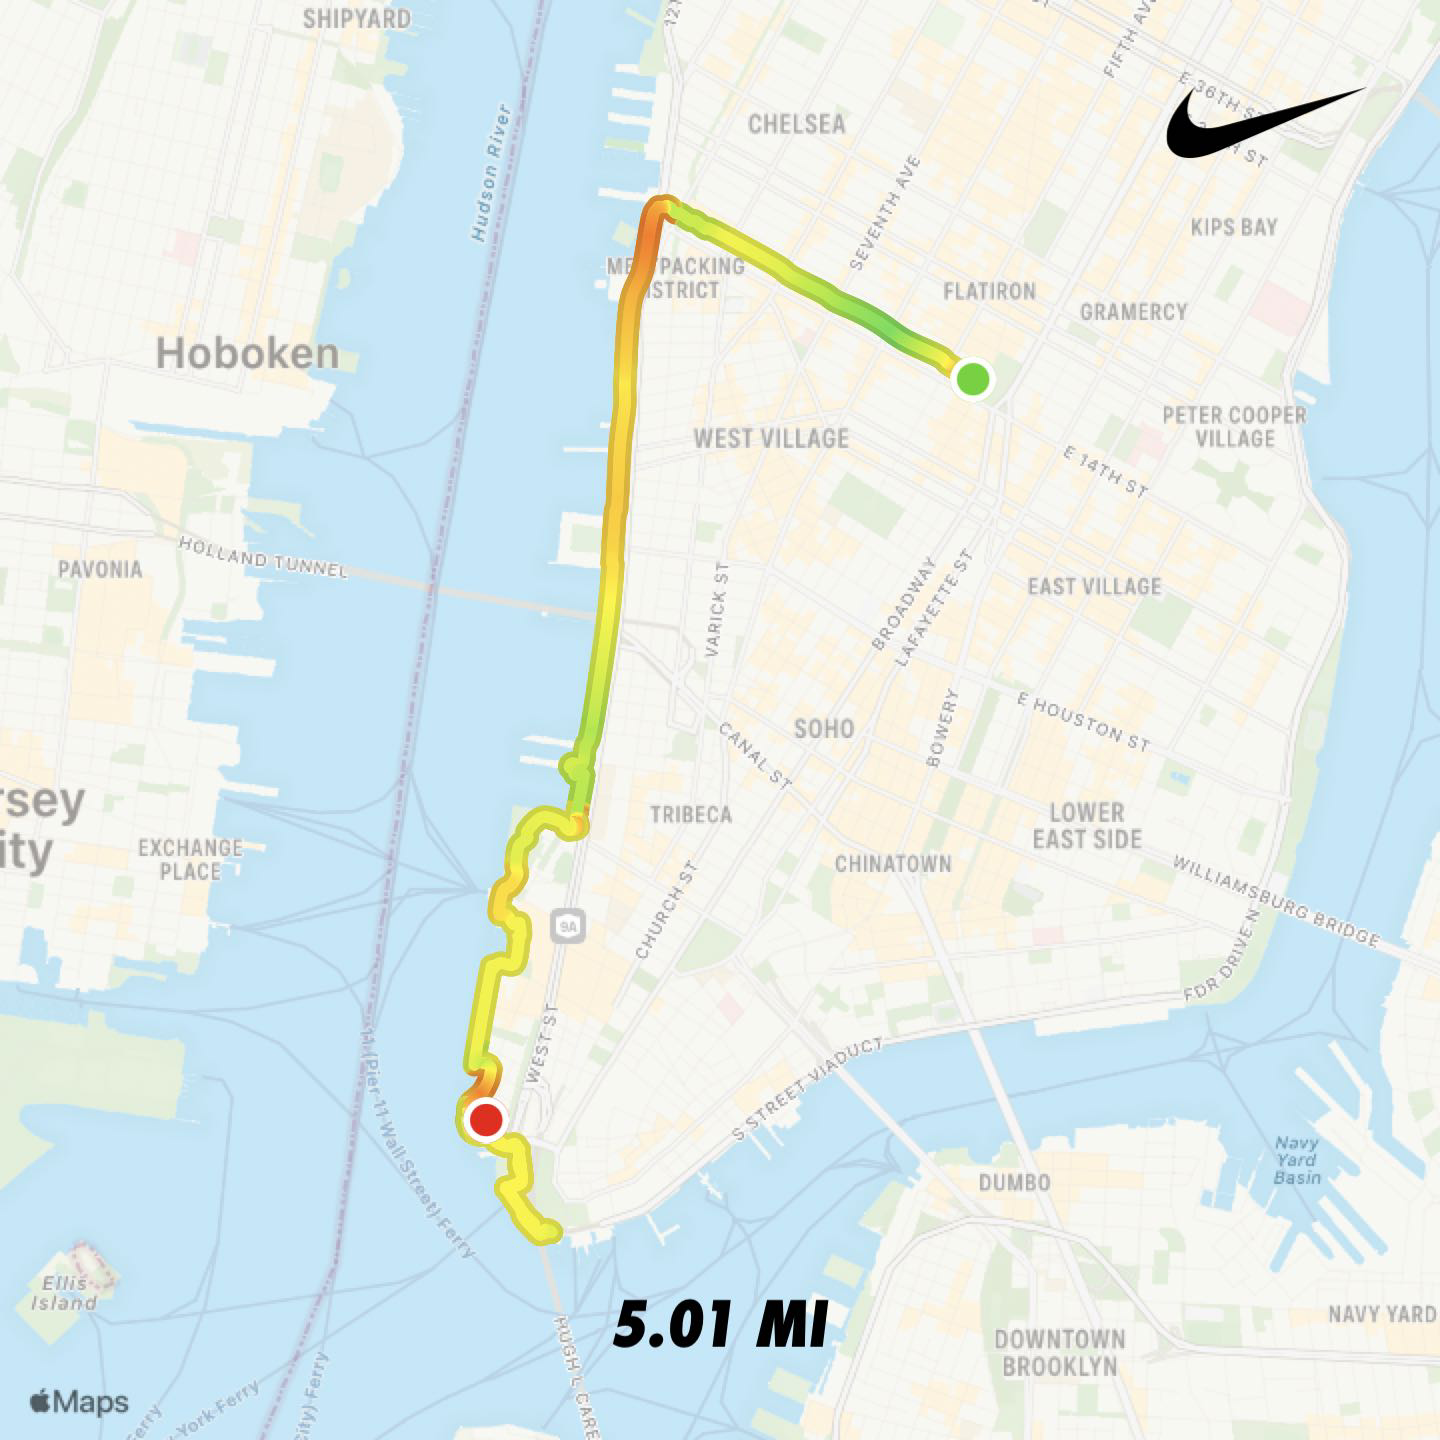 SHIPYARD
FIFTH AVE
E 36TH ST
CHELSEA
Hudson River
SEVENTH AVE
KIPS BAY
FLATIRON
GRAMERCY
Hoboken
PETER COOPER
VILLAGE
WEST VILLAGE
E 14TH ST
HOLLAND TUNNEL
PAVONIA
VARICK ST
BROADWAY
LAFAYETTE ST
EAST VILLAGE
E HOUSTON ST
BOWERY
SOHO
CANAL ST
TRIBECA
LOWER
EAST SIDE
rsey
ity
EXCHANGE
PLACE
CHINATOWN
WILLIAMSBURG BRIDGE
CHURCH ST
9A
FDR DRIVE N
WEST ST
S STREET VIADUCT
11 (Pier 11 Wall Street) Ferry
Navy
Yard
Basin
DUMBO
Ellis
Island
5.01 MI
NAVY YARD
HUGH L CARE
DOWNTOWN
BROOKLYN
Maps
Ferry
York Ferry
City) Ferry